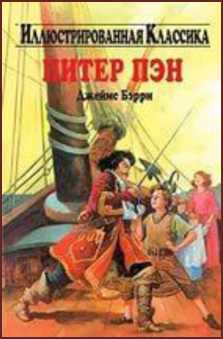 Иллюстрированная Классика
ПИТЕР ПЭН
Джеймс Бэрри